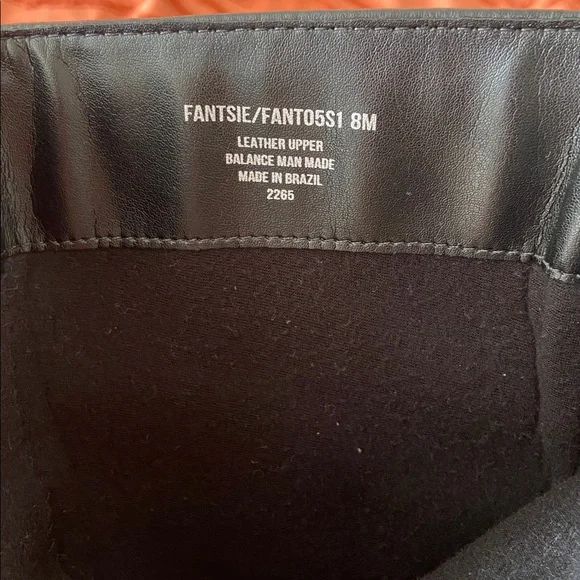 FANTSIE/FANT05S1 8M
LEATHER UPPER
BALANCE MAN MADE
MADE IN BRAZIL
2265